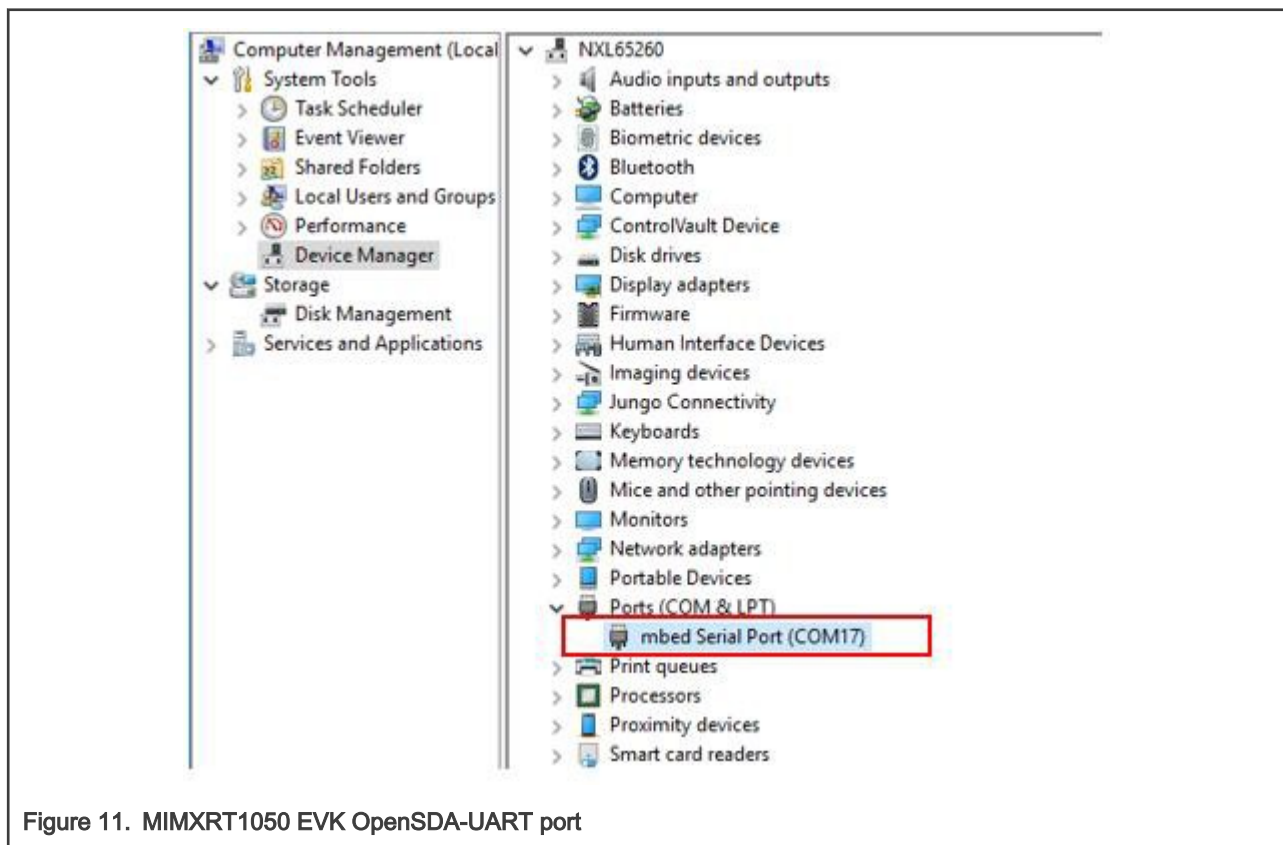 Computer Management (Local
System Tools
Task Scheduler
Event Viewer
Shared Folders
Local Users and Groups
Performance
Device Manager
Storage
Disk Management
Services and Applications
NXL65260
Audio inputs and outputs
Batteries
Biometric devices
Bluetooth
Computer
ControlVault Device
Disk drives
Display adapters
Firmware
Human Interface Devices
Imaging devices
Jungo Connectivity
Keyboards
Memory technology devices
Mice and other pointing devices
Monitors
Network adapters
Portable Devices
Ports (COM & LPT)
mbed Serial Port (COM17)
Print queues
Processors
Proximity devices
Smart card readers
Figure 11. MIMXRT1050 EVK OpenSDA-UART port